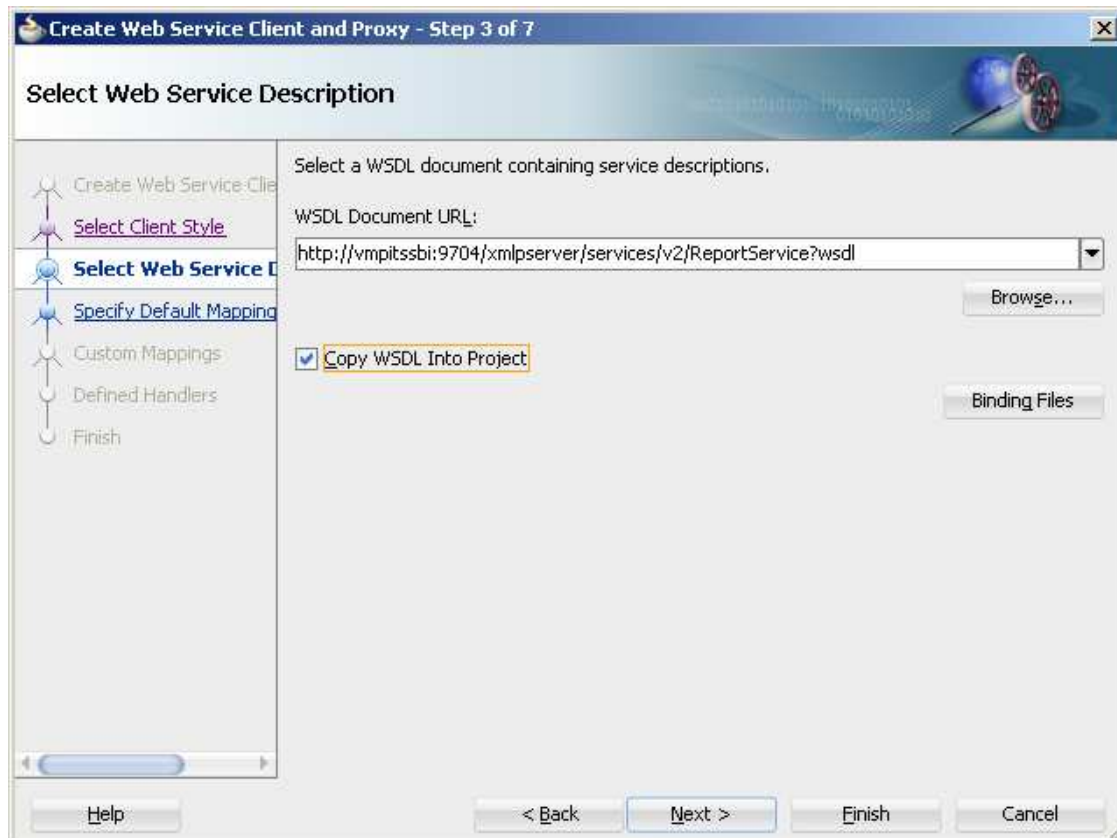 Create Web Service Client and Proxy - Step 3 of 7
Select Web Service Description
Create Web Service Clie
Select Client Style
Select Web Service D
Specify Default Mapping
Custom Mappings
Defined Handlers
Finish
Select a WSDL document containing service descriptions.
WSDL Document URL:
http://vmpitssbi:9704/xmlpserver/services/v2/ReportService?wsdl
Browse...
Copy WSDL Into Project
Binding Files
Help
< Back
Next >
Finish
Cancel